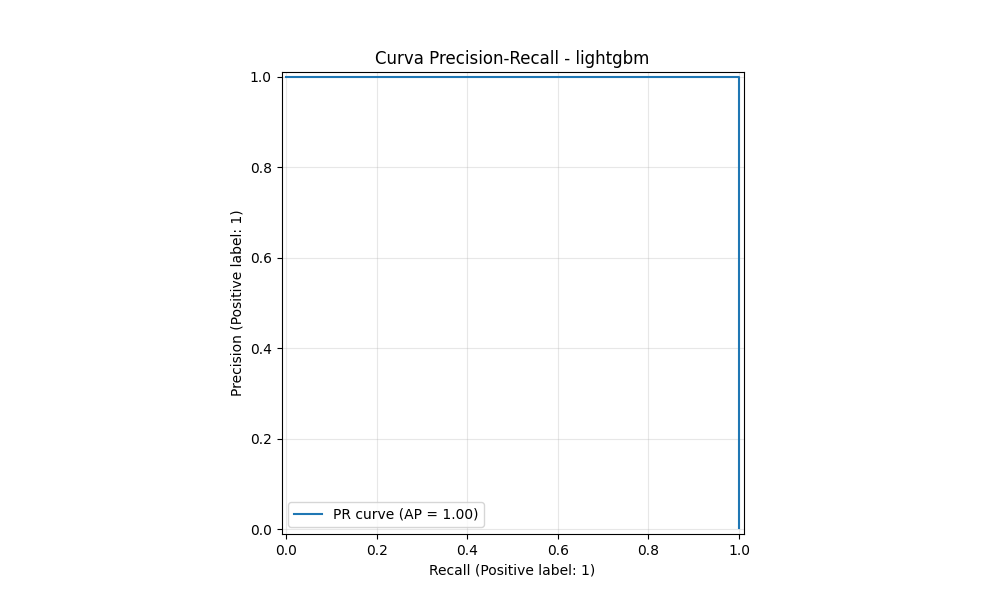 Curva Precision-Recall - lightgbm
1.0
0.8
0.6
0.4
0.2
0.0
Precision (Positive label: 1)
PR curve (AP = 1.00)
0.0 0.2 0.4 0.6 0.8 1.0
Recall (Positive label: 1)